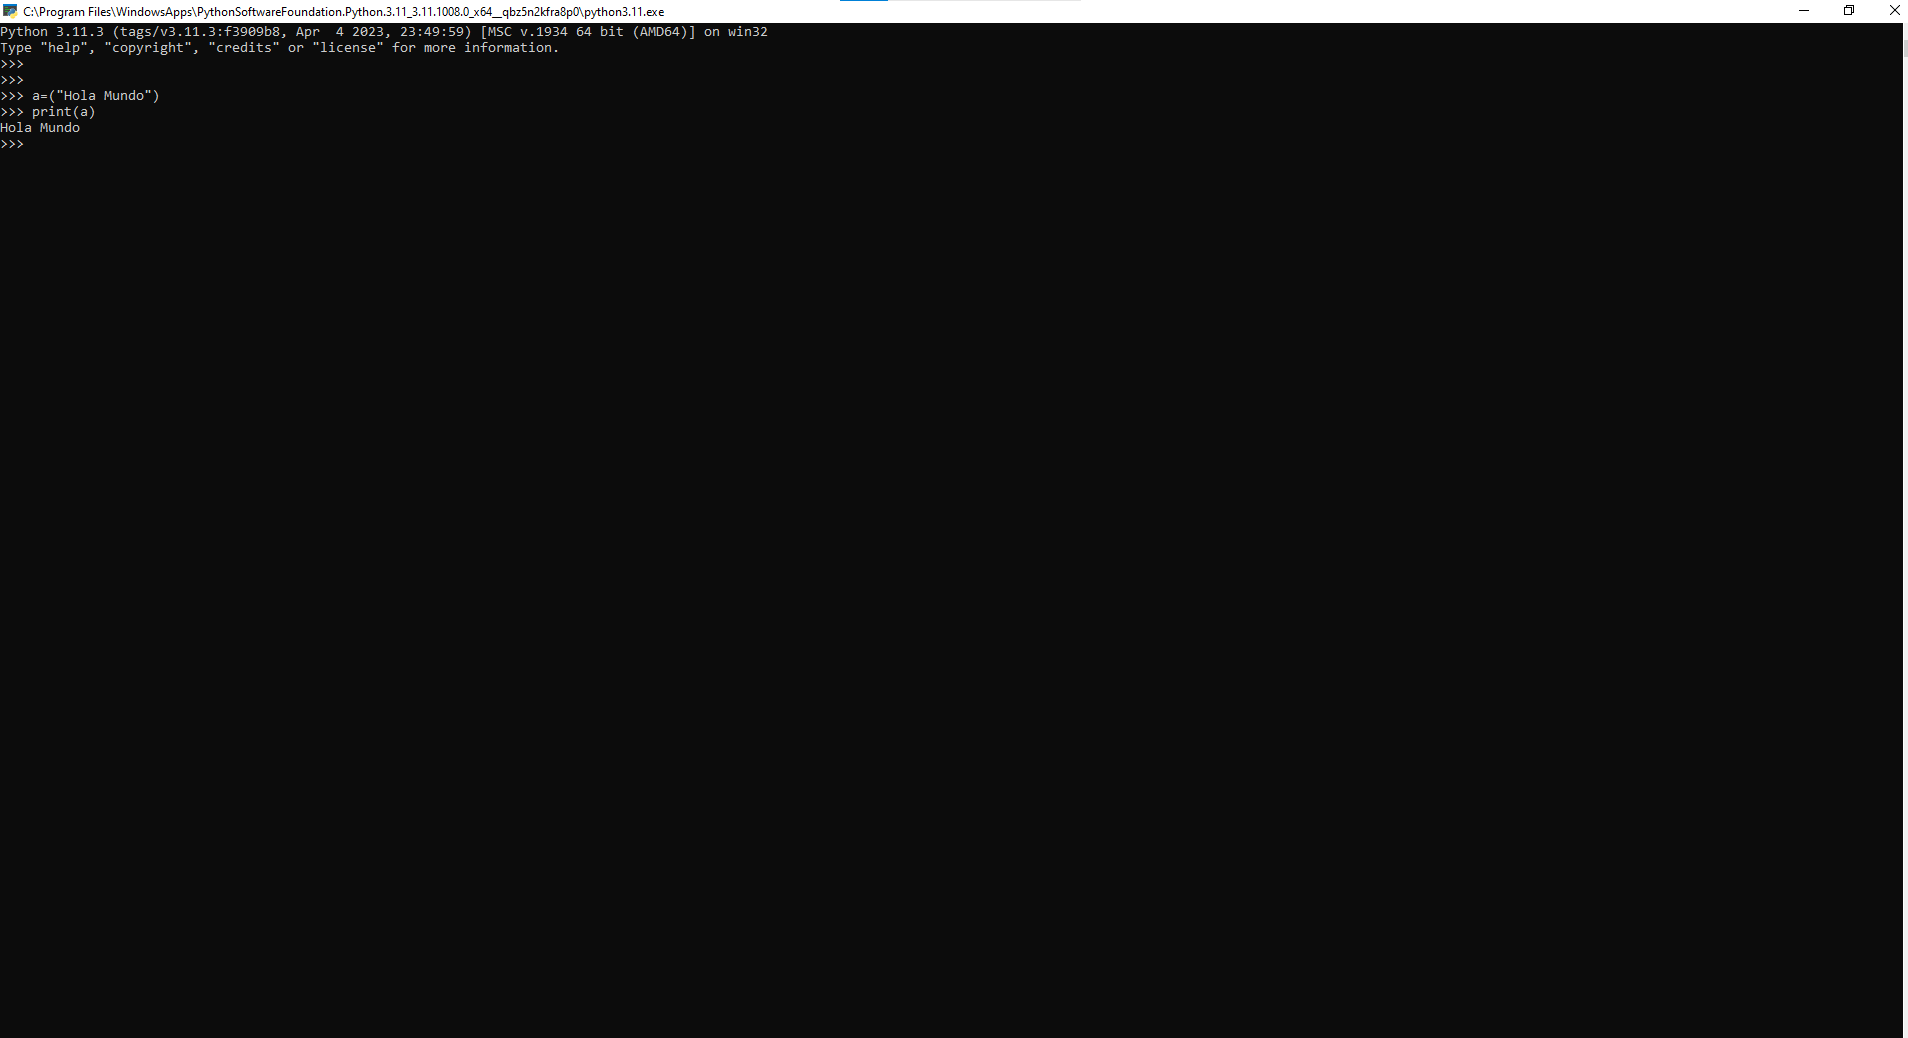 C:\Program Files\WindowsApps\PythonSoftwareFoundation.Python.3.11_3.11.1008.0_x64__qbz5n2kfra8p0\python3.11.exe
Python 3.11.3 (tags/v3.11.3:f3909b8, Apr  4 2023, 23:49:59) [MSC v.1934 64 bit (AMD64)] on win32
Type "help", "copyright", "credits" or "license" for more information.
>>>
>>>
>>> a=("Hola Mundo")
>>> print(a)
Hola Mundo
>>>